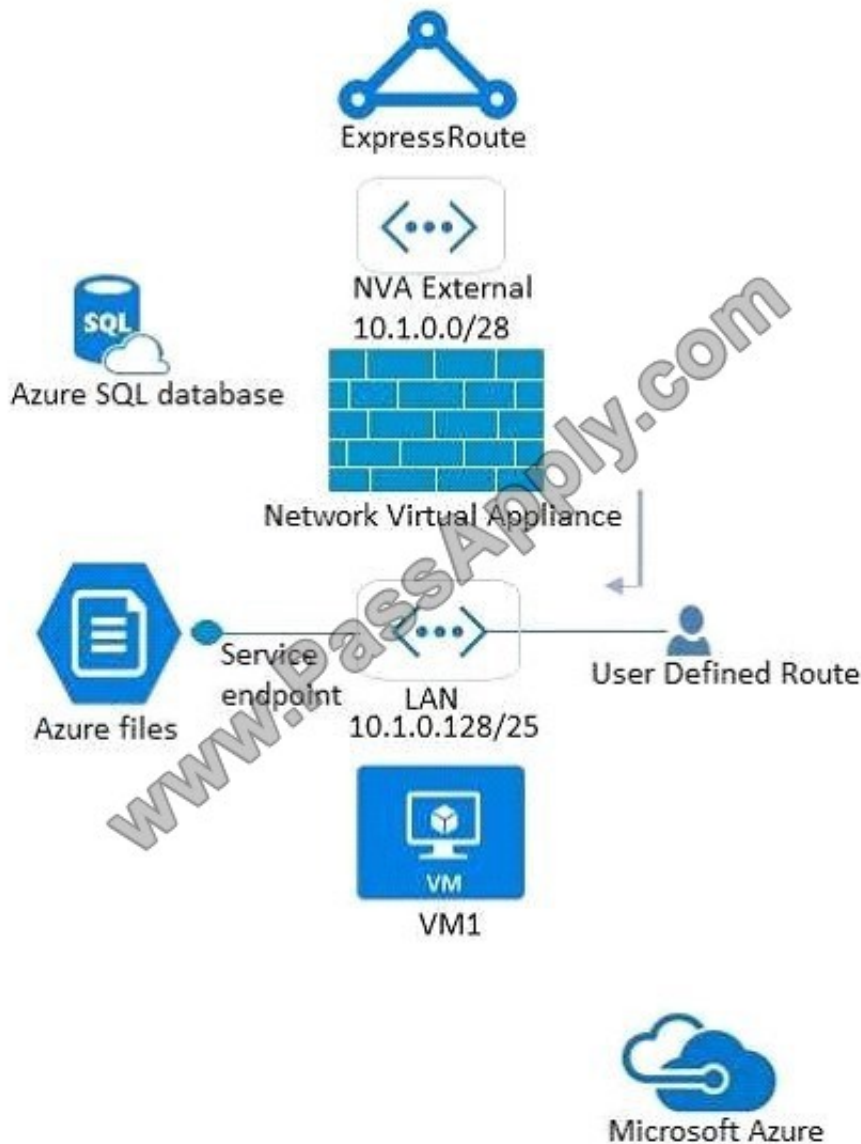 ExpressRoute
NVA External
10.1.0.0/28
SQL
Azure SQL database
Network Virtual Appliance
Service
endpoint
LAN
10.1.0.128/25
User Defined Route
Azure files
VM
VM1
Microsoft Azure
www.PassApply.com